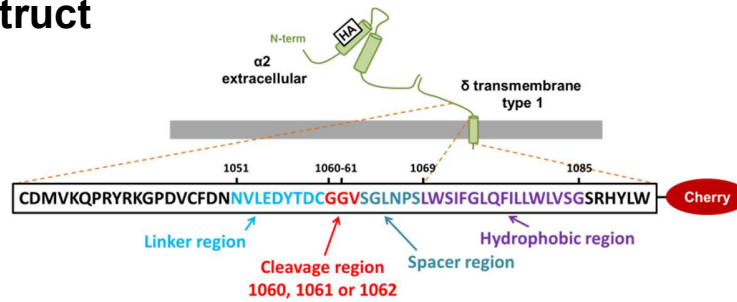 truct
HA
N-term
α2
extracellular
δ transmembrane
type 1
1051 1060-61 1069 1085
CDMVKQPRYRKGPDVCFDNNVLEDYTDCGGVSGLNPSLWSIFGLQFILLWLVSGSRHYLW
Cherry
Linker region
Hydrophobic region
Spacer region
Cleavage region
1060, 1061 or 1062